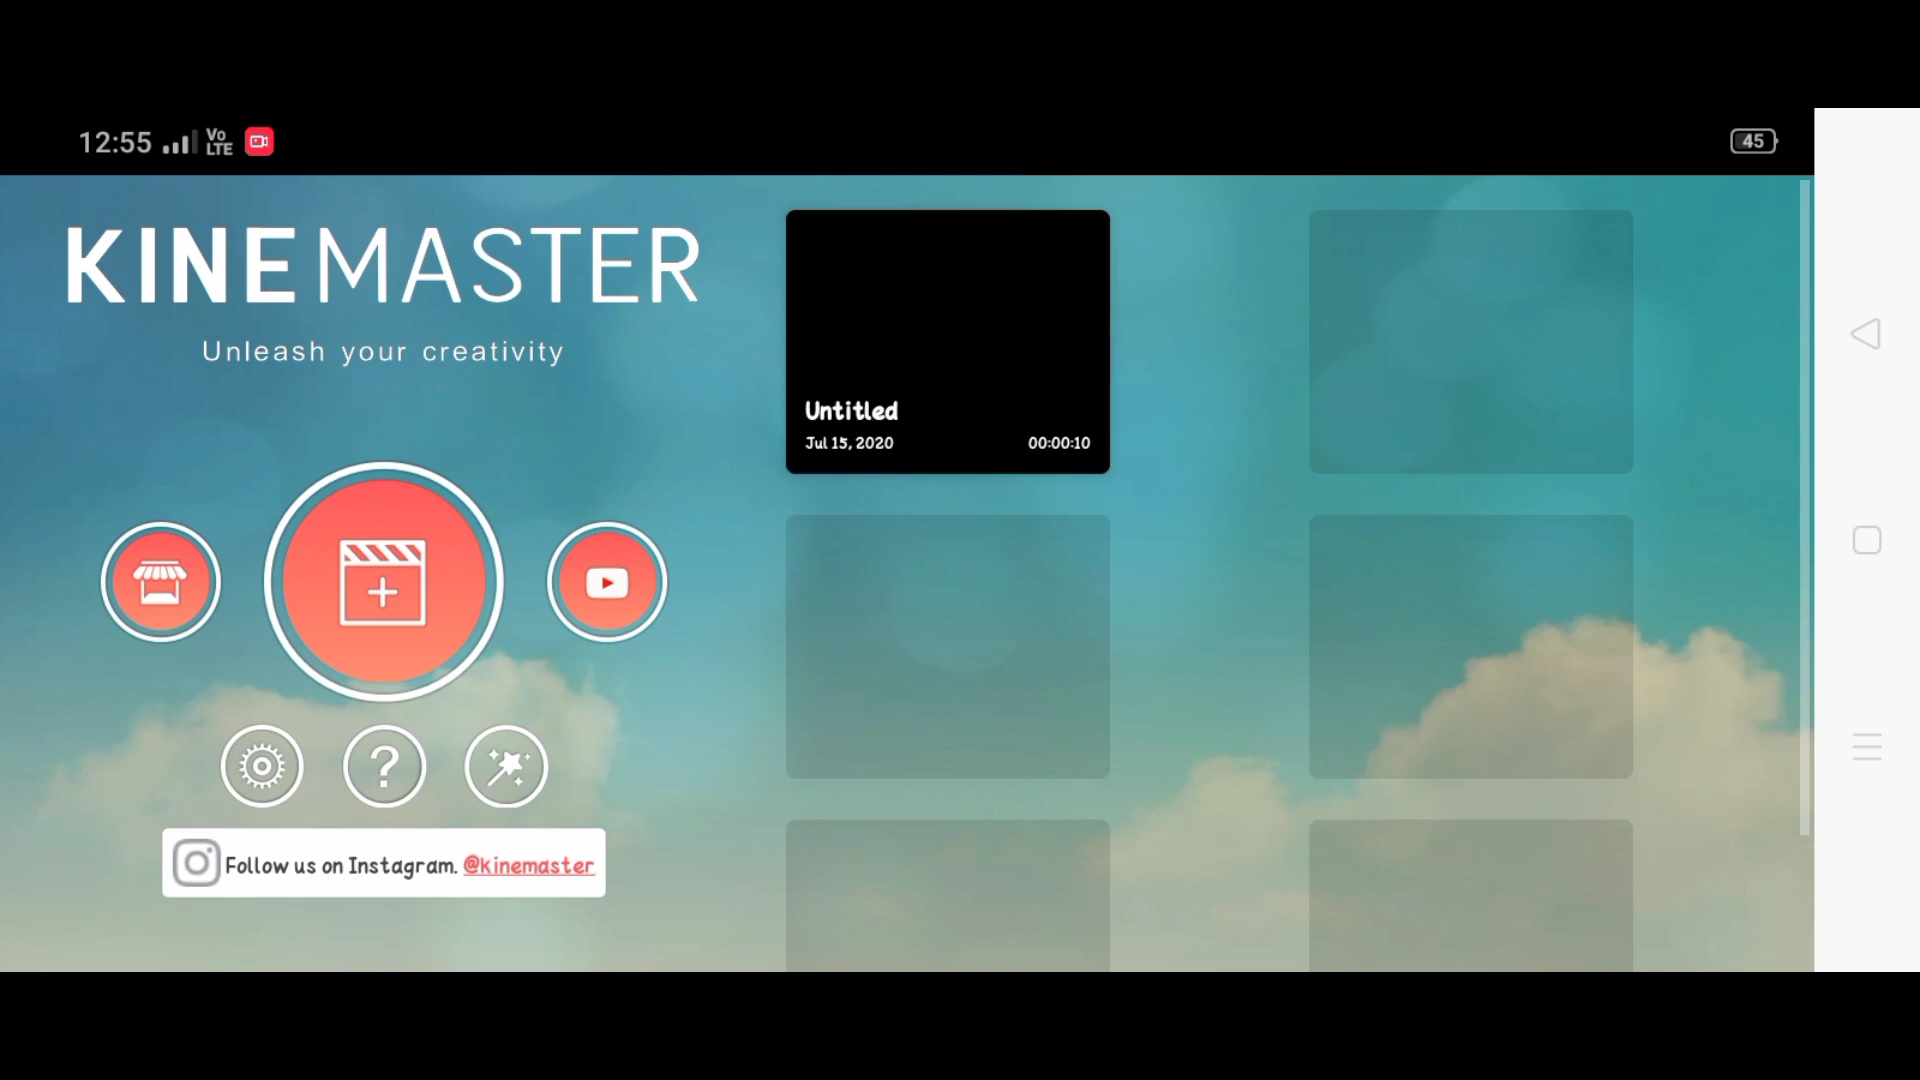 12:55 Vo LTE 45
KINEMASTER
Unleash your creativity
Untitled
Jul 15, 2020 00:00:10
?
Follow us on Instagram. @kinemaster